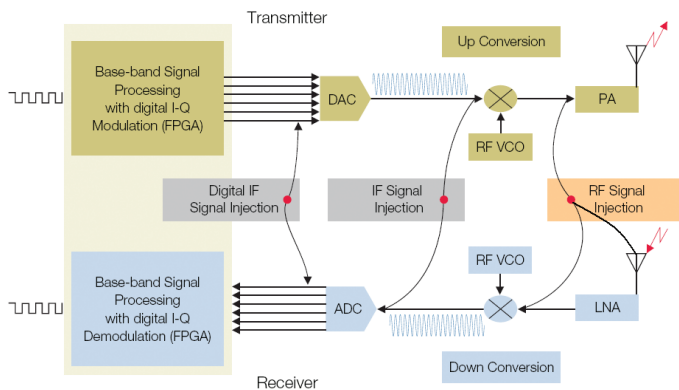 Transmitter
Up Conversion
Base-band Signal
Processing
with digital I-Q
Modulation (FPGA)
DAC
PA
RF VCO
Digital IF
Signal Injection
IF Signal
Injection
RF Signal
Injection
RF VCO
Base-band Signal
Processing
with digital I-Q
Demodulation (FPGA)
ADC
LNA
Down Conversion
Receiver